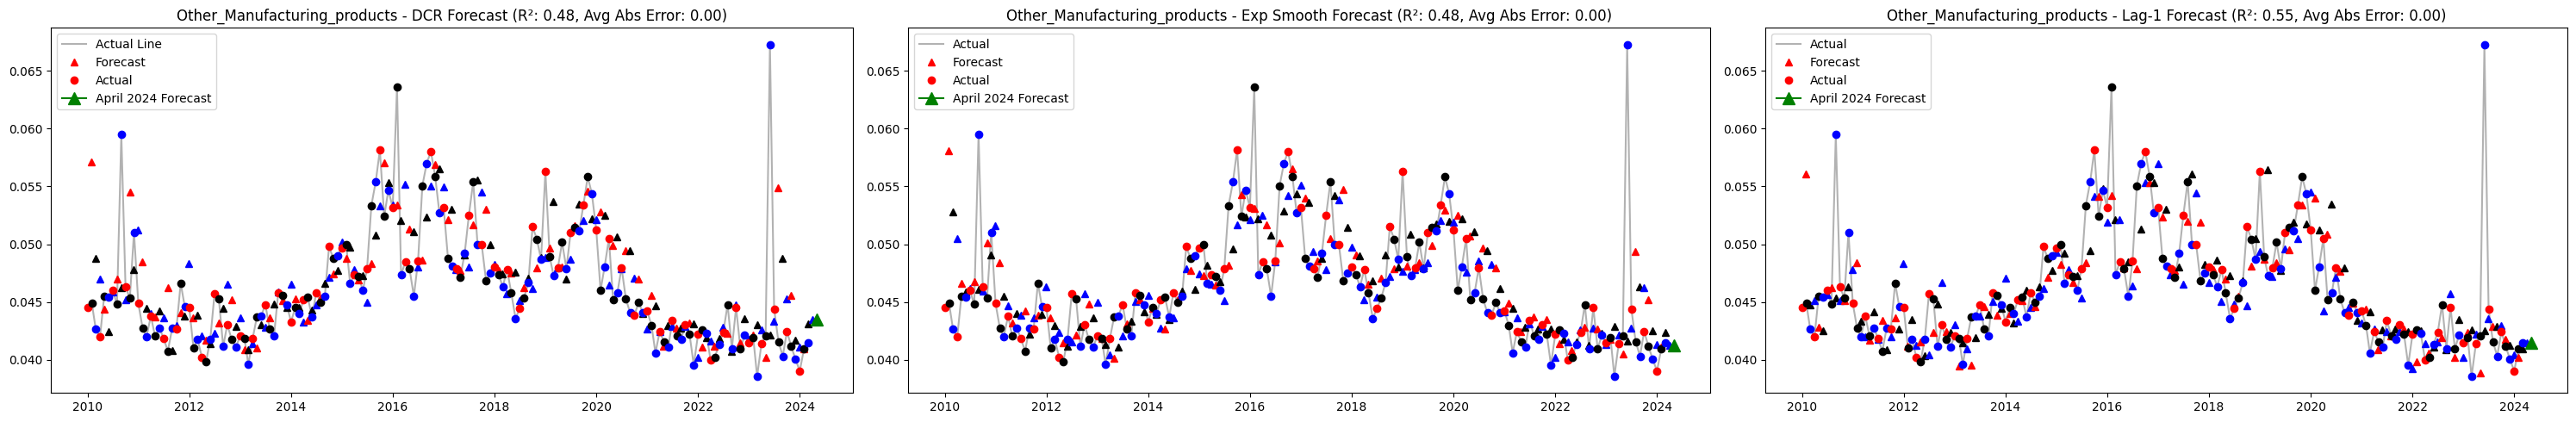 Other_Manufacturing_products - DCR Forecast (R²: 0.48, Avg Abs Error: 0.00)
Actual Line
Forecast
Actual
April 2024 Forecast
0.065
0.060
0.055
0.050
0.045
0.040
2010 2012 2014 2016 2018 2020 2022 2024
Other_Manufacturing_products - Exp Smooth Forecast (R²: 0.48, Avg Abs Error: 0.00)
Actual
Forecast
Actual
April 2024 Forecast
0.065
0.060
0.055
0.050
0.045
0.040
2010 2012 2014 2016 2018 2020 2022 2024
Other_Manufacturing_products - Lag-1 Forecast (R²: 0.55, Avg Abs Error: 0.00)
Actual
Forecast
Actual
April 2024 Forecast
0.065
0.060
0.055
0.050
0.045
0.040
2010 2012 2014 2016 2018 2020 2022 2024